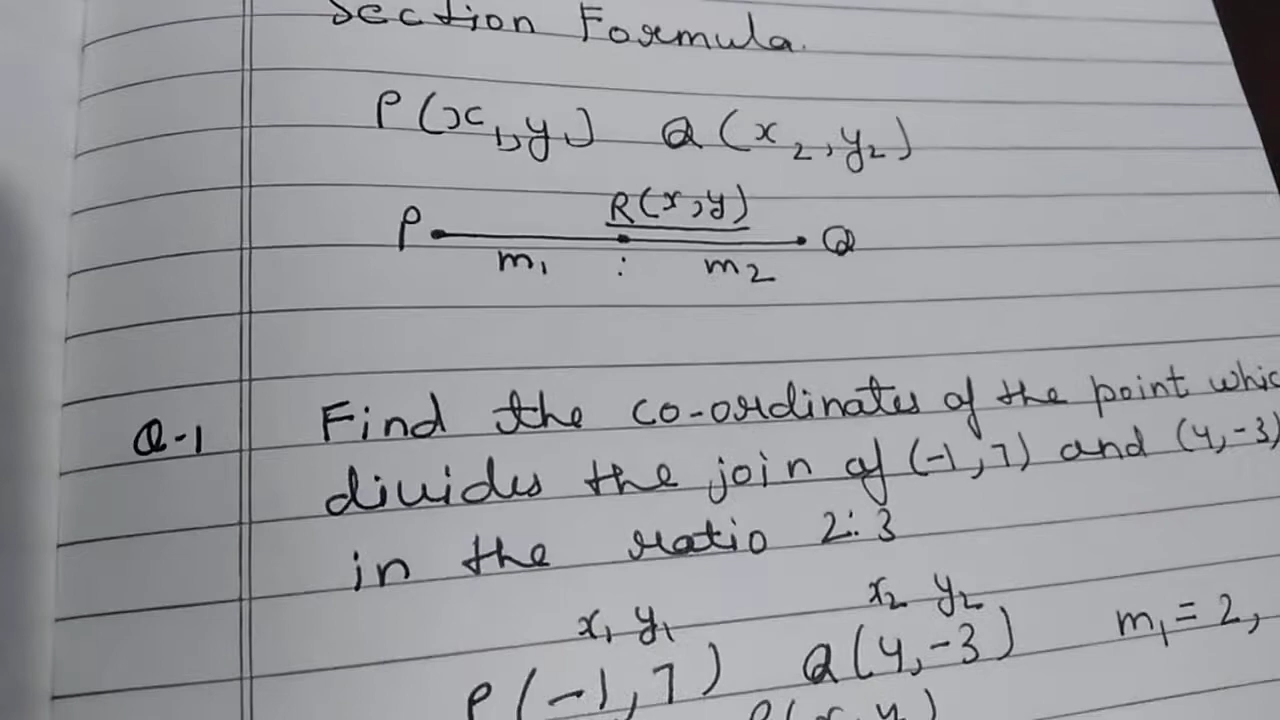 Section Formula.
P(x₁,y₁) Q(x₂,y₂)
R(x,y)
P Q
m₁ : m₂
Q-1 Find the co-ordinates of the point whic
divides the join of (-1,7) and (4,-3)
in the ratio 2:3
x₁ y₁ x₂ y₂
P(-1,7) Q(4,-3) m₁=2,
(x,y)